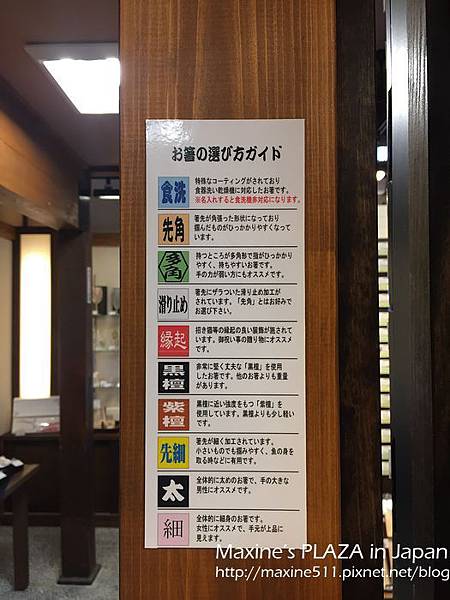 お箸の選び方ガイド
食洗
特殊なコーティングがされており
食器洗い乾燥機に対応したお箸です。
※名入れすると食洗機非対応になります。
先角
箸先が角張った形状になっており
掴んだものがひっかかりやすくなって
います。
多角
持つところが多角形で指がひっかかり
やすく、持ちやすいお箸です。
手の力が弱い方にもオススメです。
滑り止め
箸先にザラついた滑り止め加工が
されています。「先角」とはお好みで
お選び下さい。
縁起
招き猫等の縁起の良い装飾が施されて
います。御祝い事の贈り物にオススメ
です。
黒檀
非常に堅く丈夫な「黒檀」を使用
したお箸です。他のお箸よりも重量
があります。
紫檀
黒檀に近い強度をもつ「紫檀」を
使用しています。黒檀よりも少し軽い
です。
先細
箸先が細く加工されています。
小さいものでも掴みやすく、魚の身を
取る時などに有用です。
太
全体的に太めのお箸で、手の大きな
男性にオススメです。
細
全体的に細身のお箸です。
女性にオススメで、手元が上品に
見えます。
Maxine's PLAZA in Japan
http://maxine511.pixnet.net/blog